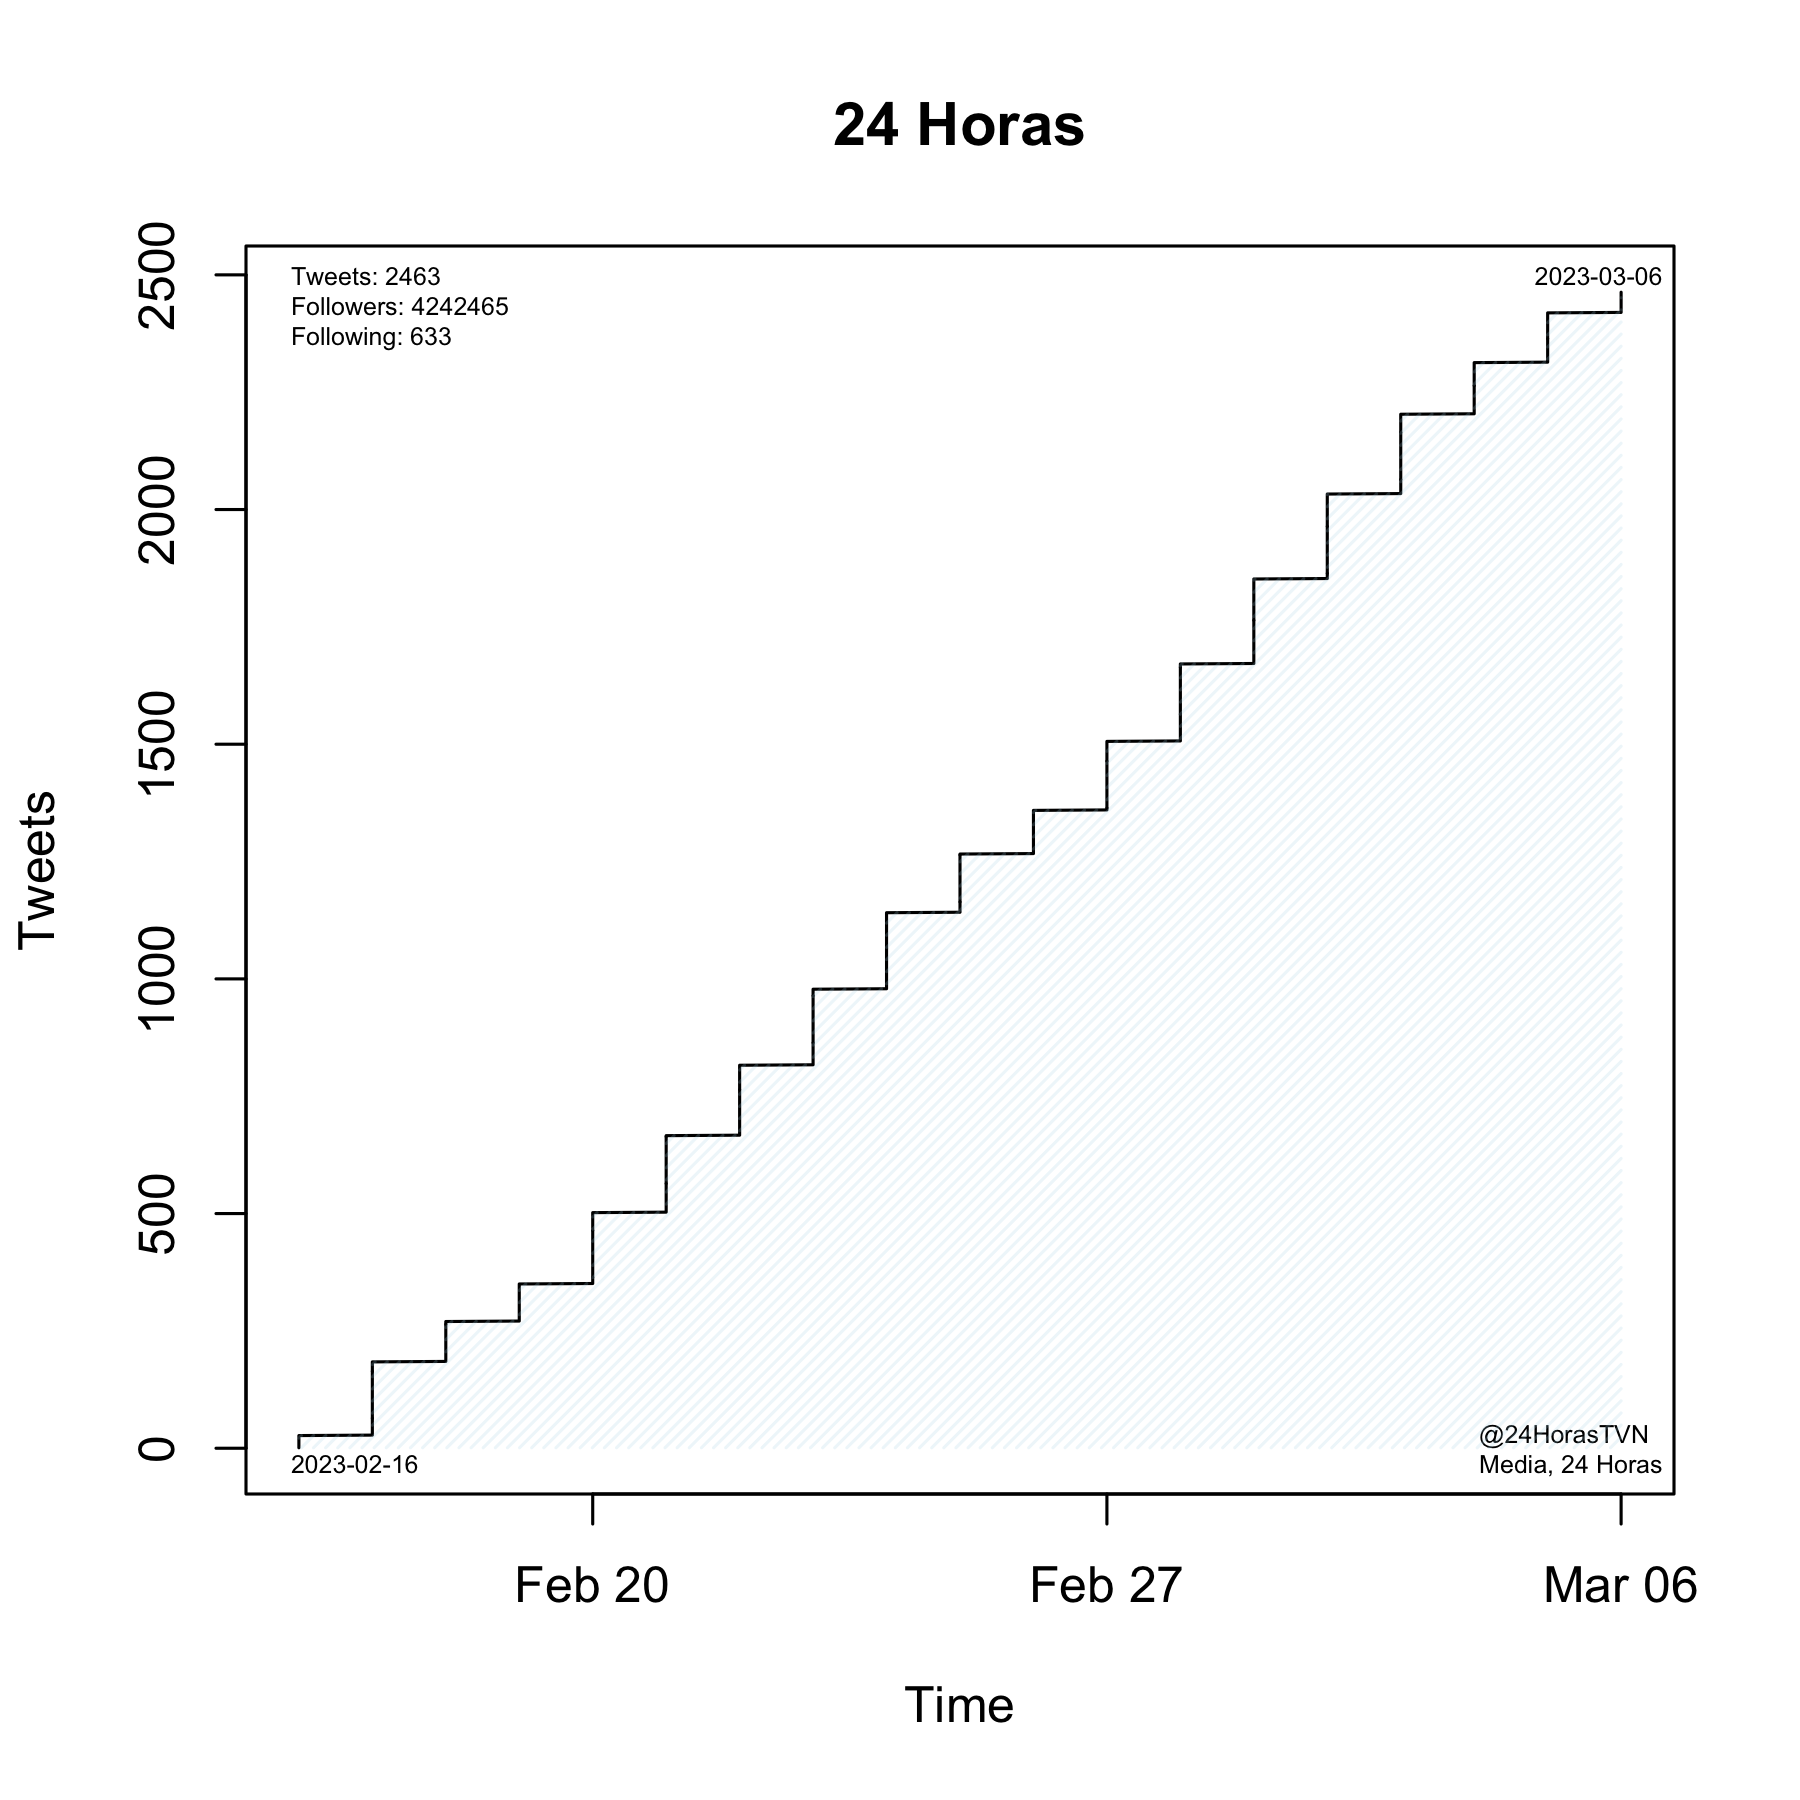 24 Horas
Tweets: 2463
Followers: 4242465
Following: 633
2023-03-06
2500
2000
1500
1000
500
0
Tweets
2023-02-16
@24HorasTVN
Media, 24 Horas
Feb 20
Feb 27
Mar 06
Time